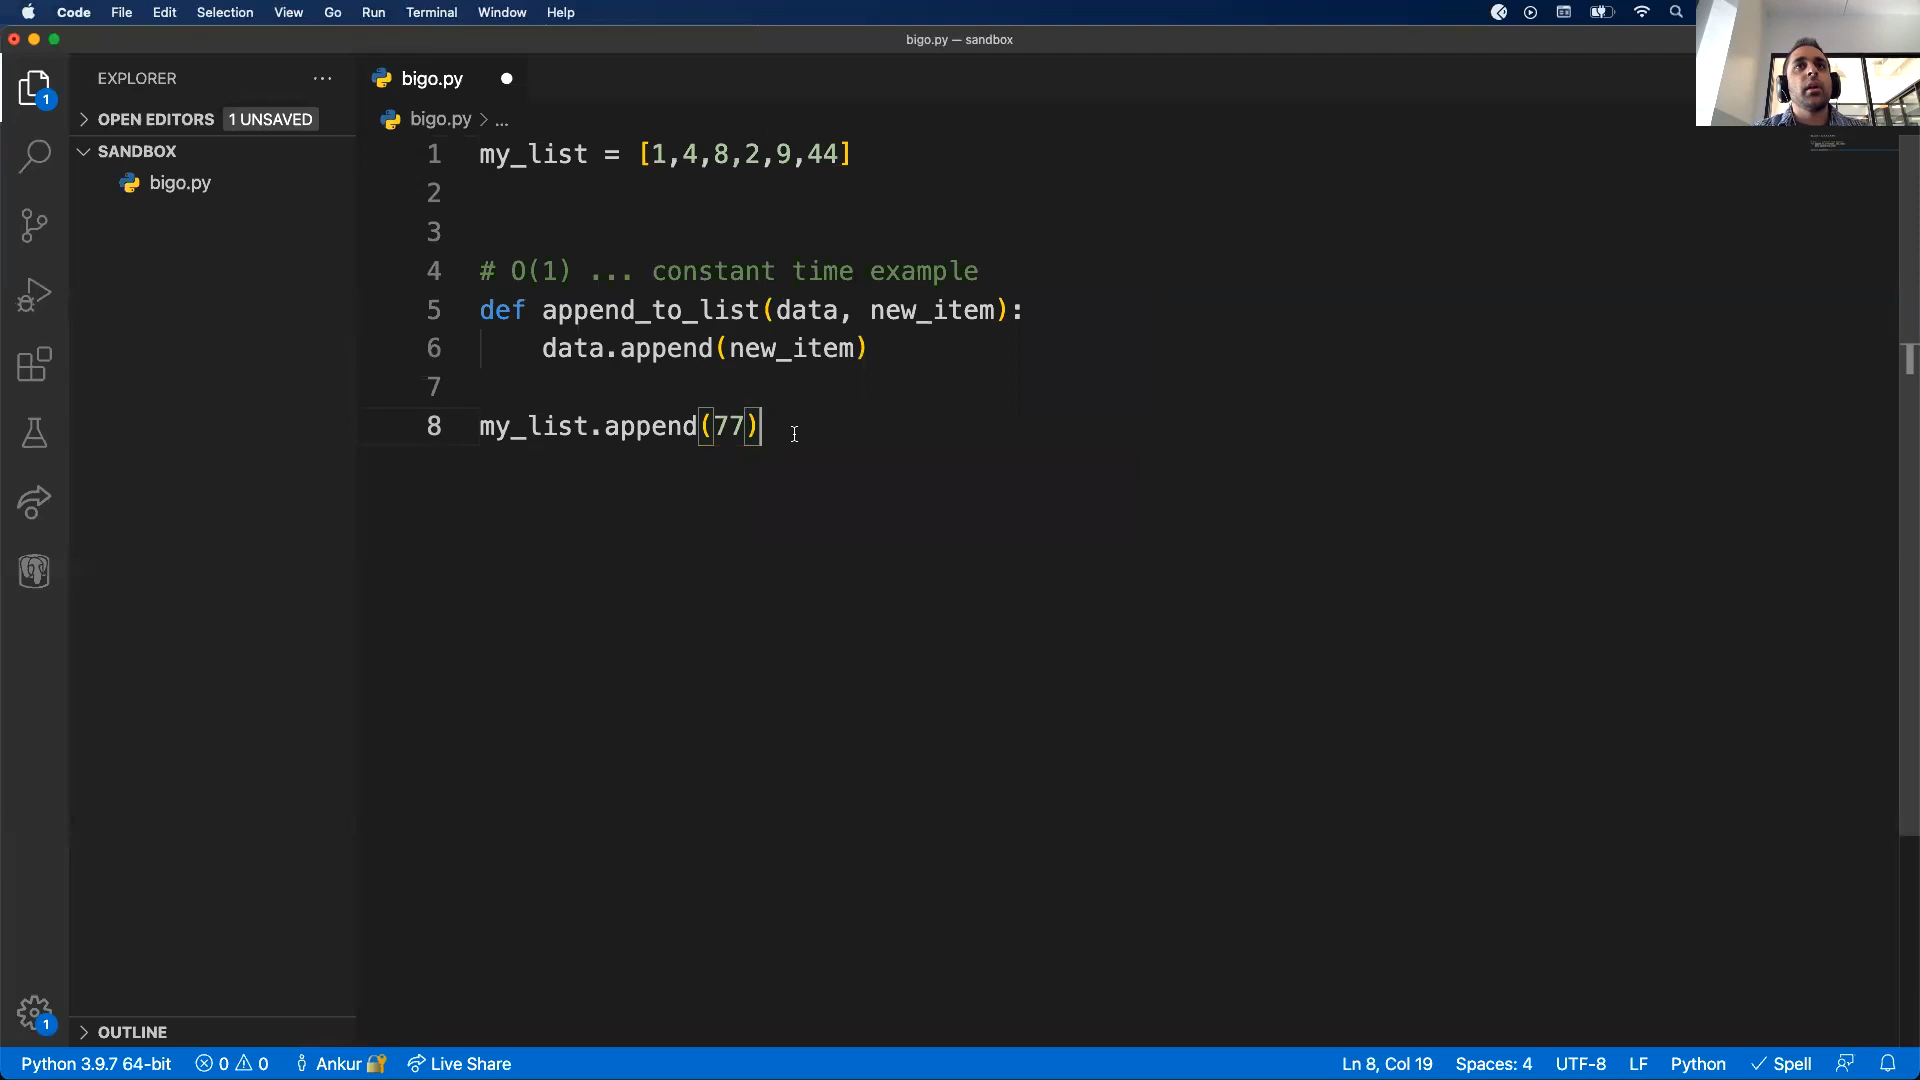 Code File Edit Selection View Go Run Terminal Window Help
bigo.py — sandbox
EXPLORER ...
bigo.py
1
OPEN EDITORS 1 UNSAVED
bigo.py > ...
SANDBOX
bigo.py
1 my_list = [1,4,8,2,9,44]
2
3
4 # O(1) ... constant time example
5 def append_to_list(data, new_item):
6 data.append(new_item)
7
8 my_list.append(77)
1
OUTLINE
Python 3.9.7 64-bit 0 0 Ankur Live Share Ln 8, Col 19 Spaces: 4 UTF-8 LF Python Spell